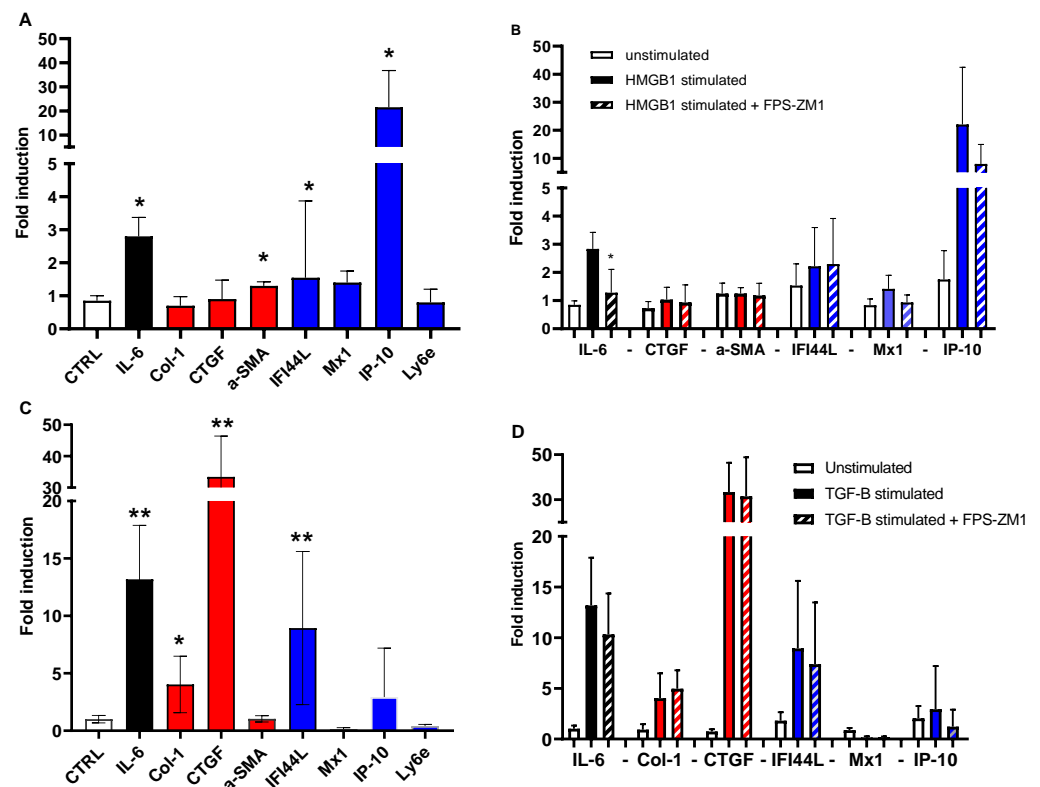 A
Fold induction
50
40
30
20
10
5
4
3
2
1
0
*
*
*
*
CTRL
IL-6
Col-1
CTGF
a-SMA
IFI44L
Mx1
IP-10
Ly6e
B
unstimulated
HMGB1 stimulated
HMGB1 stimulated + FPS-ZM1
Fold induction
50
40
30
20
10
5
4
3
2
1
0
*
IL-6 - CTGF - a-SMA - IFI44L - Mx1 - IP-10
C
Fold induction
50
40
30
20
15
10
5
0
**
*
**
**
CTRL
IL-6
Col-1
CTGF
a-SMA
IFI44L
Mx1
IP-10
Ly6e
D
Unstimulated
TGF-B stimulated
TGF-B stimulated + FPS-ZM1
Fold induction
50
30
20
15
10
5
0
IL-6 - Col-1 - CTGF - IFI44L - Mx1 - IP-10